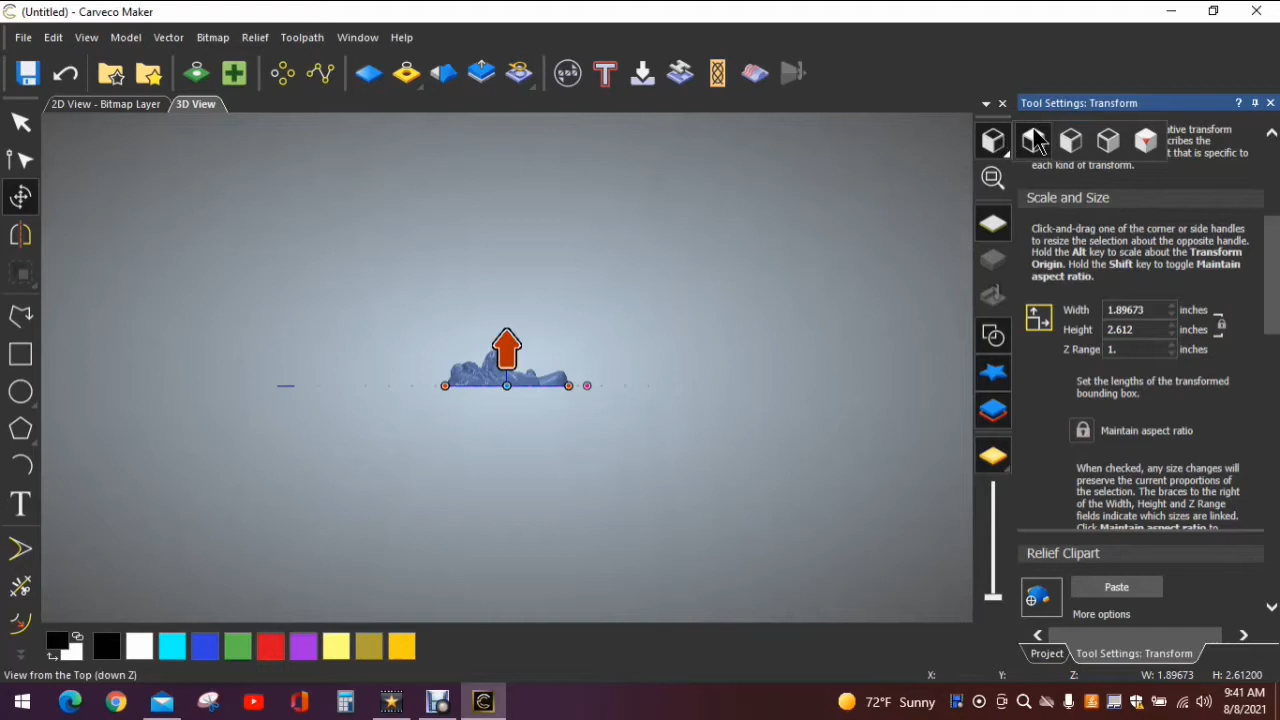 (Untitled) - Carveco Maker
File Edit View Model Vector Bitmap Relief Toolpath Window Help
2D View - Bitmap Layer 3D View
Tool Settings: Transform
ative transform
scribes the
t that is specific to
each kind of transform.
Scale and Size
Click-and-drag one of the corner or side handles
to resize the selection about the opposite handle.
Hold the Alt key to scale about the Transform
Origin. Hold the Shift key to toggle Maintain
aspect ratio.
Width 1.89673 inches
Height 2.612 inches
Z Range 1. inches
Set the lengths of the transformed
bounding box.
Maintain aspect ratio
When checked, any size changes will
preserve the current proportions of
the selection. The braces to the right
of the Width, Height and Z Range
fields indicate which sizes are linked.
Click Maintain aspect ratio to
Relief Clipart
Paste
More options
Project Tool Settings: Transform
View from the Top (down Z) X: Y: Z: W: 1.89673 H: 2.61200
72°F Sunny
9:41 AM
8/8/2021